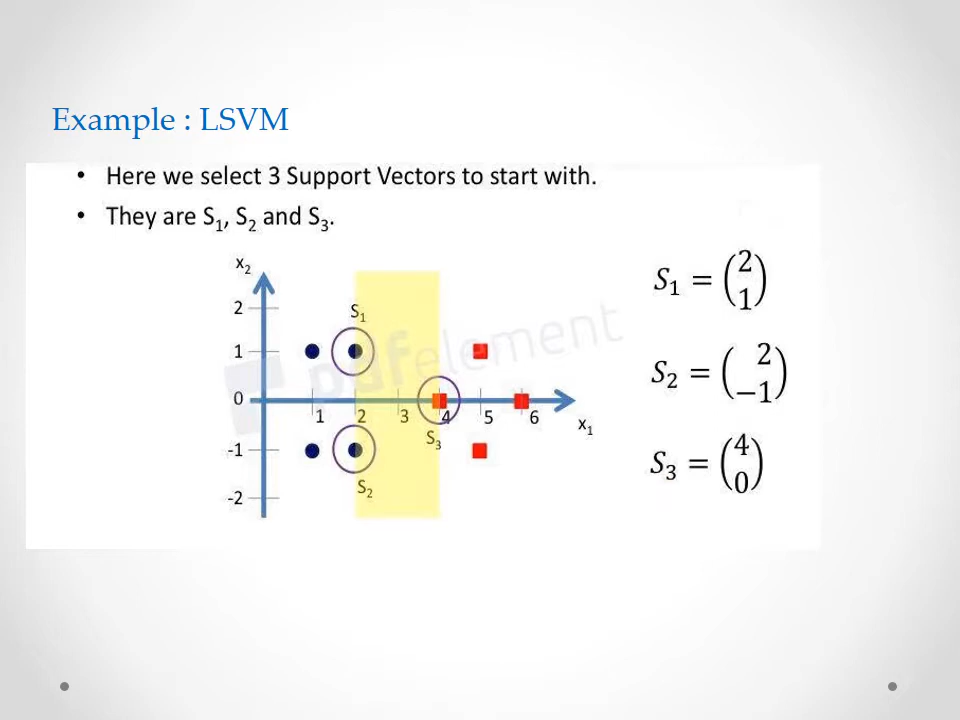 Example : LSVM
• Here we select 3 Support Vectors to start with.
• They are S₁, S₂ and S₃.
x₂
2
1
0
-1
-2
S₁
1 2 3 4 5 6
x₁
S₃
S₂
S₁ = (2 1)
S₂ = (2 −1)
S₃ = (4 0)
pdfelement